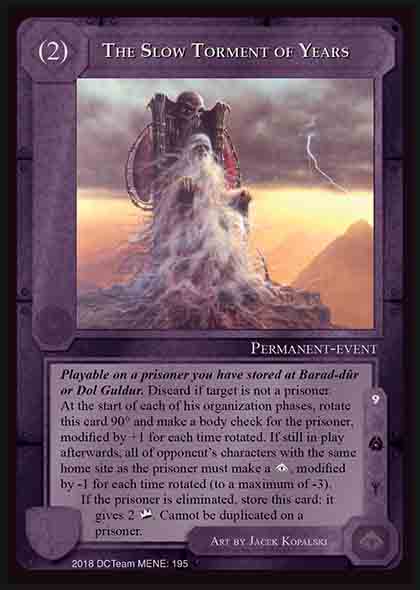 (2)
The Slow Torment of Years
Permanent-event
Playable on a prisoner you have stored at Barad-dûr
or Dol Guldur. Discard if target is not a prisoner.
At the start of each of his organization phases, rotate
this card 90° and make a body check for the prisoner,
modified by +1 for each time rotated. If still in play
afterwards, all of opponent's characters with the same
home site as the prisoner must make a , modified
by -1 for each time rotated (to a maximum of -3).
If the prisoner is eliminated, store this card: it
gives 2 . Cannot be duplicated on a
prisoner.
9
Art by Jacek Kopalski
2018 DCTeam MENE: 195